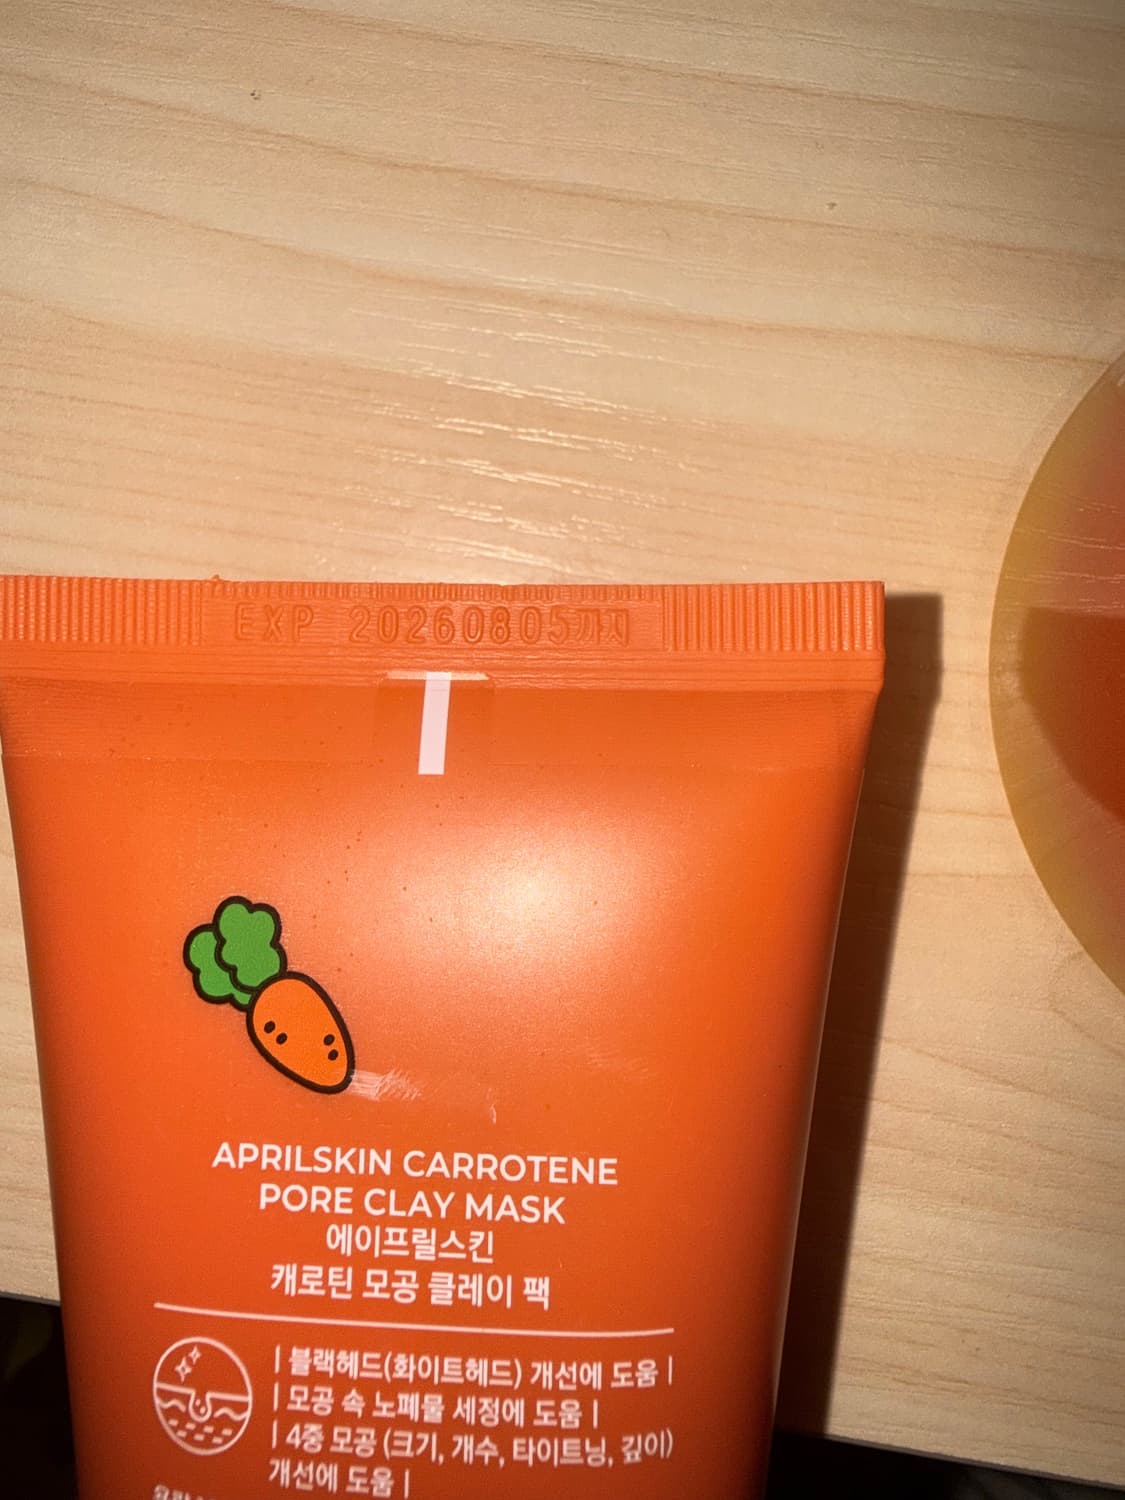 EXP 20260805까지
APRILSKIN CARROTENE
PORE CLAY MASK
에이프릴스킨
캐로틴 모공 클레이 팩
| 블랙헤드(화이트헤드) 개선에 도움 |
| 모공 속 노폐물 세정에 도움 |
| 4중 모공 (크기, 개수, 타이트닝, 깊이)
개선에 도움 |